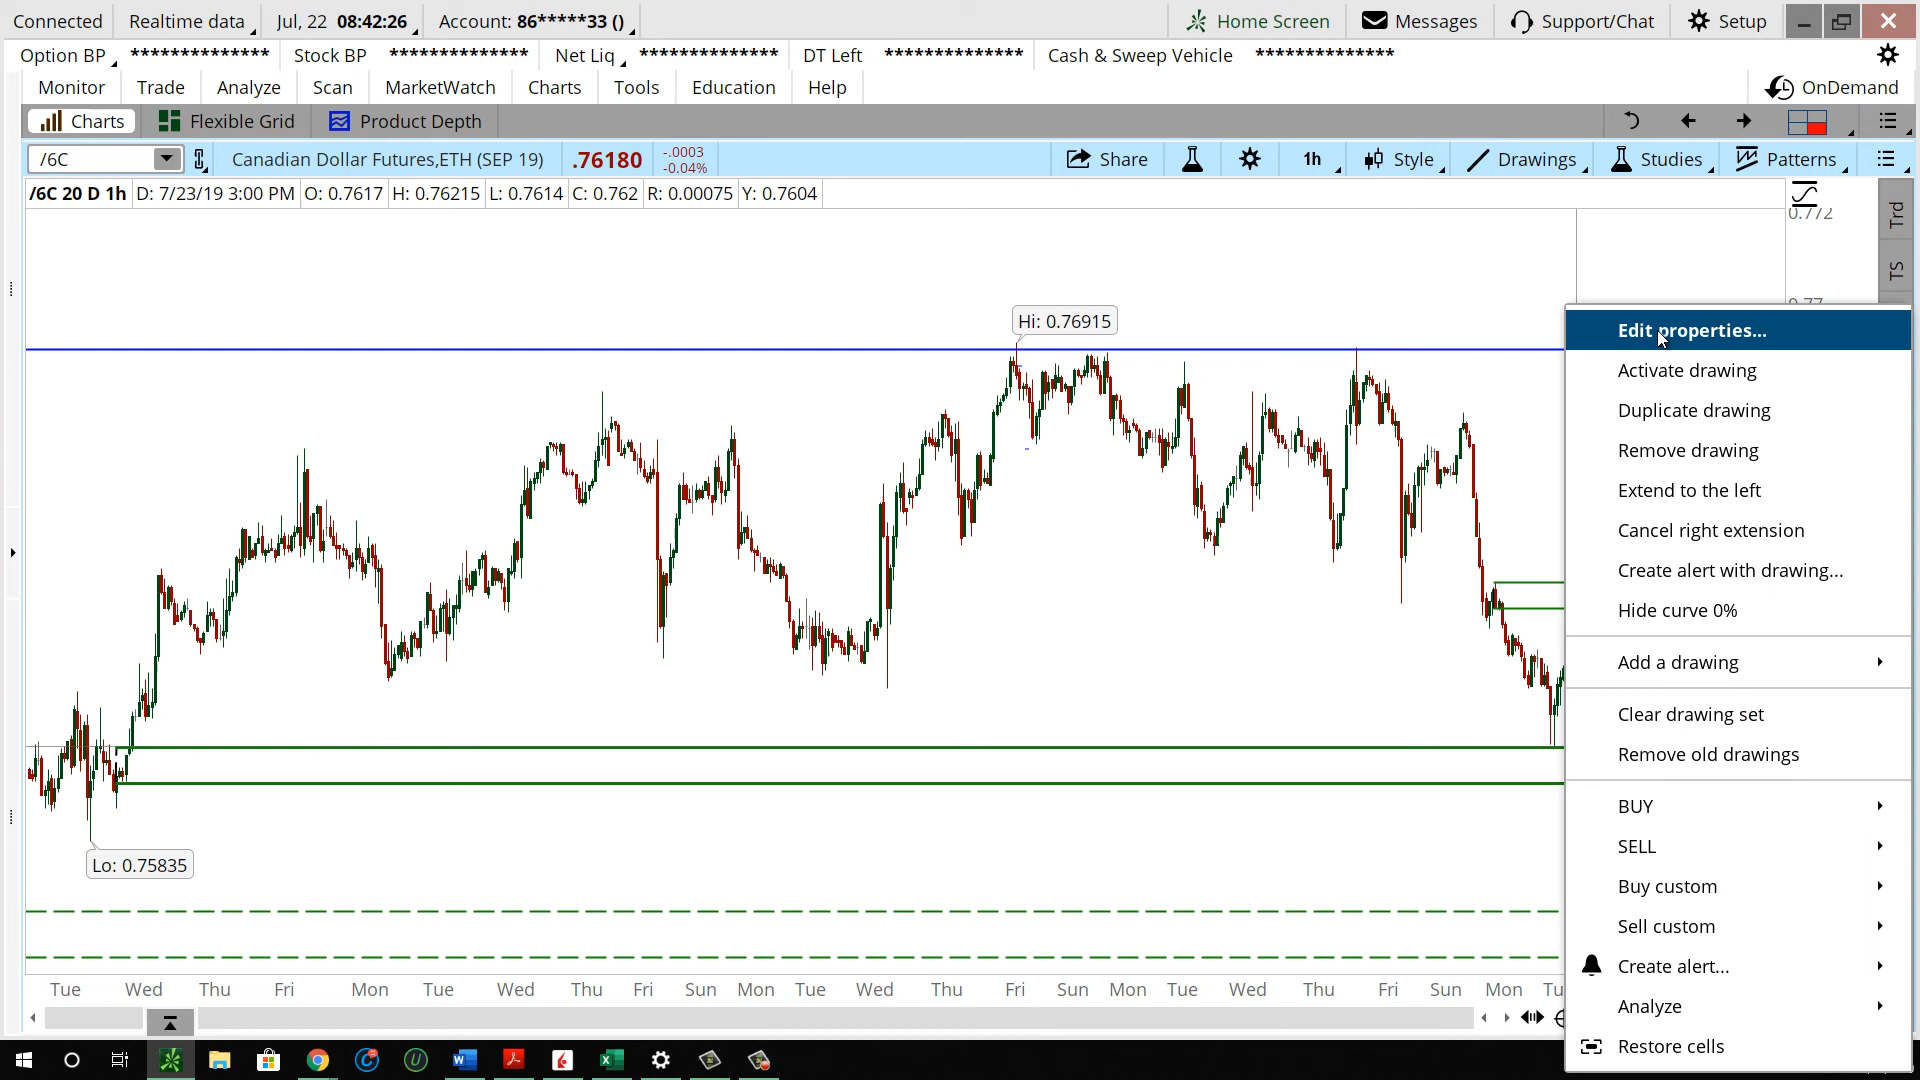 Connected Realtime data Jul, 22 08:42:26 Account: 86*****33 () Home Screen Messages Support/Chat Setup
Option BP ************** Stock BP ************** Net Liq ************** DT Left ************** Cash & Sweep Vehicle **************
Monitor Trade Analyze Scan MarketWatch Charts Tools Education Help OnDemand
Charts Flexible Grid Product Depth
/6C Canadian Dollar Futures,ETH (SEP 19) .76180 -.0003 -0.04% Share 1h Style Drawings Studies Patterns
/6C 20 D 1h D: 7/23/19 3:00 PM O: 0.7617 H: 0.76215 L: 0.7614 C: 0.762 R: 0.00075 Y: 0.7604
0.772
Trd
TS
0.77
Hi: 0.76915
Lo: 0.75835
Edit properties...
Activate drawing
Duplicate drawing
Remove drawing
Extend to the left
Cancel right extension
Create alert with drawing...
Hide curve 0%
Add a drawing
Clear drawing set
Remove old drawings
BUY
SELL
Buy custom
Sell custom
Create alert...
Analyze
Restore cells
Tue Wed Thu Fri Mon Tue Wed Thu Fri Sun Mon Tue Wed Thu Fri Sun Mon Tue Wed Thu Fri Sun Mon Tu